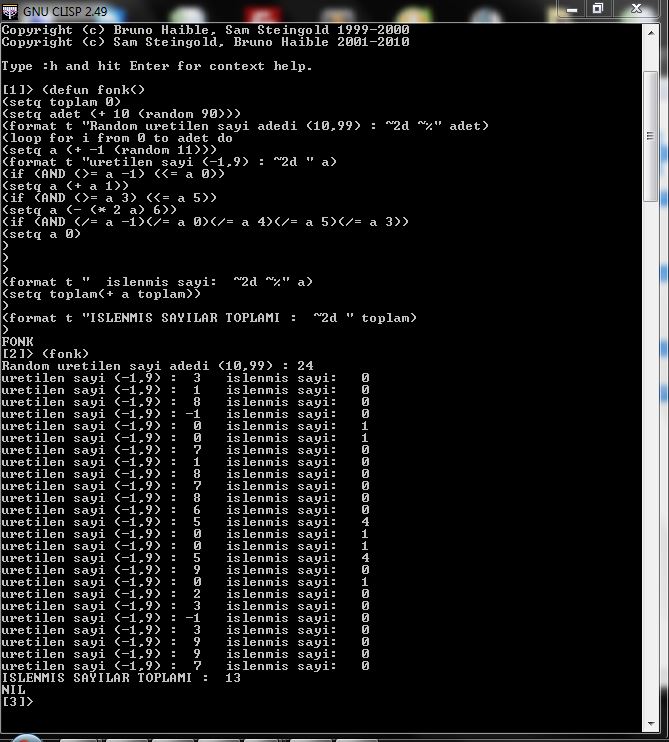 GNU CLISP 2.49
Copyright (c) Bruno Haible, Sam Steingold 1999-2000
Copyright (c) Sam Steingold, Bruno Haible 2001-2010
Type :h and hit Enter for context help.
[1]> (defun fonk()
(setq toplam 0)
(setq adet (+ 10 (random 90)))
(format t "Random uretilen sayi adedi (10,99) : ~2d ~%" adet)
(loop for i from 0 to adet do
(setq a (+ -1 (random 11)))
(format t "uretilen sayi (-1,9) : ~2d " a)
(if (AND (>= a -1) (<= a 0))
(setq a (+ a 1))
(if (AND (>= a 3) (<= a 5))
(setq a (- (* 2 a) 6))
(if (AND (/= a -1)(/= a 0)(/= a 4)(/= a 5)(/= a 3))
(setq a 0)
)
)
)
(format t "  islenmis sayi:  ~2d ~%" a)
(setq toplam(+ a toplam))
)
(format t "ISLENMIS SAYILAR TOPLAMI :  ~2d " toplam)
)
FONK
[2]> (fonk)
Random uretilen sayi adedi (10,99) : 24
uretilen sayi (-1,9) :  3   islenmis sayi:   0
uretilen sayi (-1,9) :  1   islenmis sayi:   0
uretilen sayi (-1,9) :  8   islenmis sayi:   0
uretilen sayi (-1,9) : -1   islenmis sayi:   0
uretilen sayi (-1,9) :  0   islenmis sayi:   1
uretilen sayi (-1,9) :  0   islenmis sayi:   1
uretilen sayi (-1,9) :  7   islenmis sayi:   0
uretilen sayi (-1,9) :  1   islenmis sayi:   0
uretilen sayi (-1,9) :  8   islenmis sayi:   0
uretilen sayi (-1,9) :  7   islenmis sayi:   0
uretilen sayi (-1,9) :  8   islenmis sayi:   0
uretilen sayi (-1,9) :  6   islenmis sayi:   0
uretilen sayi (-1,9) :  5   islenmis sayi:   4
uretilen sayi (-1,9) :  0   islenmis sayi:   1
uretilen sayi (-1,9) :  0   islenmis sayi:   1
uretilen sayi (-1,9) :  5   islenmis sayi:   4
uretilen sayi (-1,9) :  9   islenmis sayi:   0
uretilen sayi (-1,9) :  0   islenmis sayi:   1
uretilen sayi (-1,9) :  2   islenmis sayi:   0
uretilen sayi (-1,9) :  3   islenmis sayi:   0
uretilen sayi (-1,9) : -1   islenmis sayi:   0
uretilen sayi (-1,9) :  3   islenmis sayi:   0
uretilen sayi (-1,9) :  9   islenmis sayi:   0
uretilen sayi (-1,9) :  9   islenmis sayi:   0
uretilen sayi (-1,9) :  7   islenmis sayi:   0
ISLENMIS SAYILAR TOPLAMI :  13
NIL
[3]>